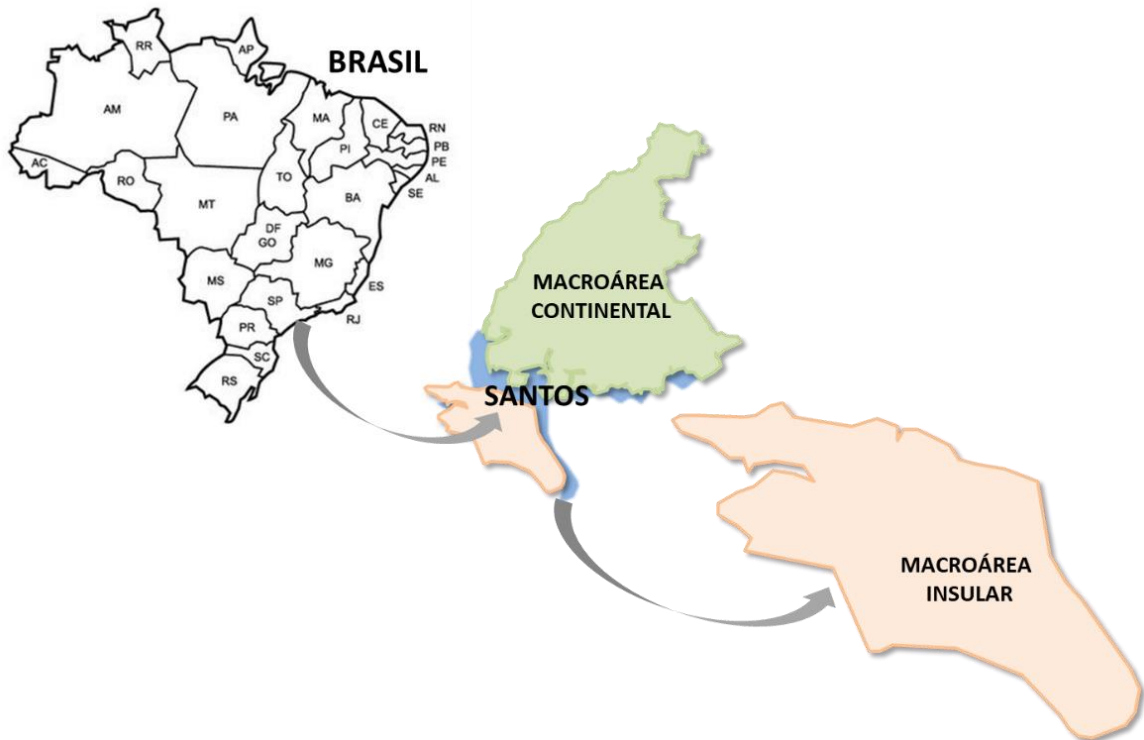 BRASIL
RR
AP
AM
PA
MA
CE
RN
PB
PI
PE
AC
AL
TO
RO
SE
BA
MT
DF
GO
MG
MS
ES
SP
RJ
PR
SC
RS
MACROÁREA
CONTINENTAL
SANTOS
MACROÁREA
INSULAR